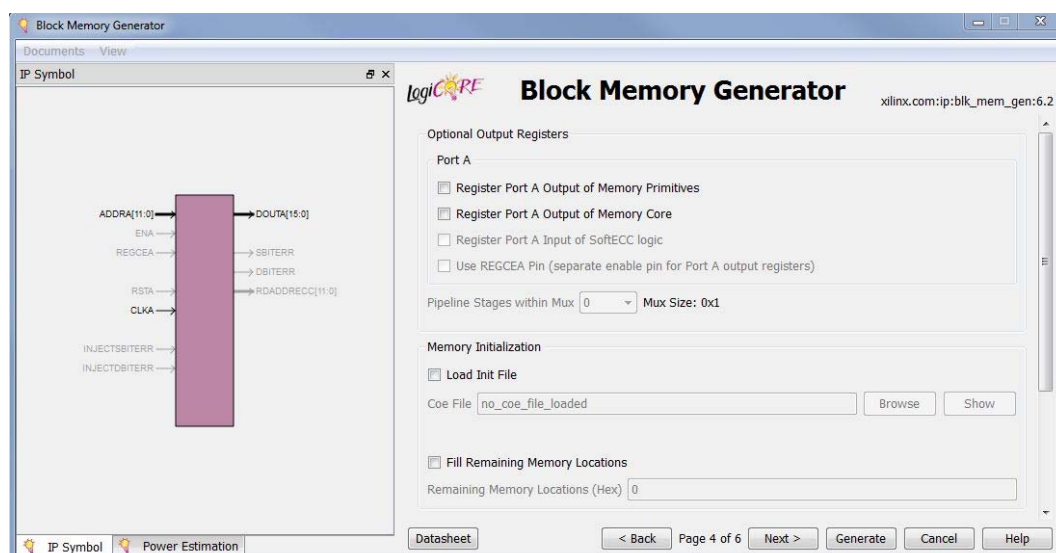 Block Memory Generator
Documents View
IP Symbol
ADDRA[11:0]
DOUTA[15:0]
ENA
REGCEA
SBITERR
DBITERR
RSTA
RDADDRECC[11:0]
CLKA
INJECTSBITERR
INJECTDBITERR
IP Symbol
Power Estimation
LogiCORE
Block Memory Generator
xilinx.com:ip:blk_mem_gen:6.2
Optional Output Registers
Port A
Register Port A Output of Memory Primitives
Register Port A Output of Memory Core
Register Port A Input of SoftECC logic
Use REGCEA Pin (separate enable pin for Port A output registers)
Pipeline Stages within Mux 0 Mux Size: 0x1
Memory Initialization
Load Init File
Coe File no_coe_file_loaded Browse Show
Fill Remaining Memory Locations
Remaining Memory Locations (Hex) 0
Datasheet < Back Page 4 of 6 Next > Generate Cancel Help